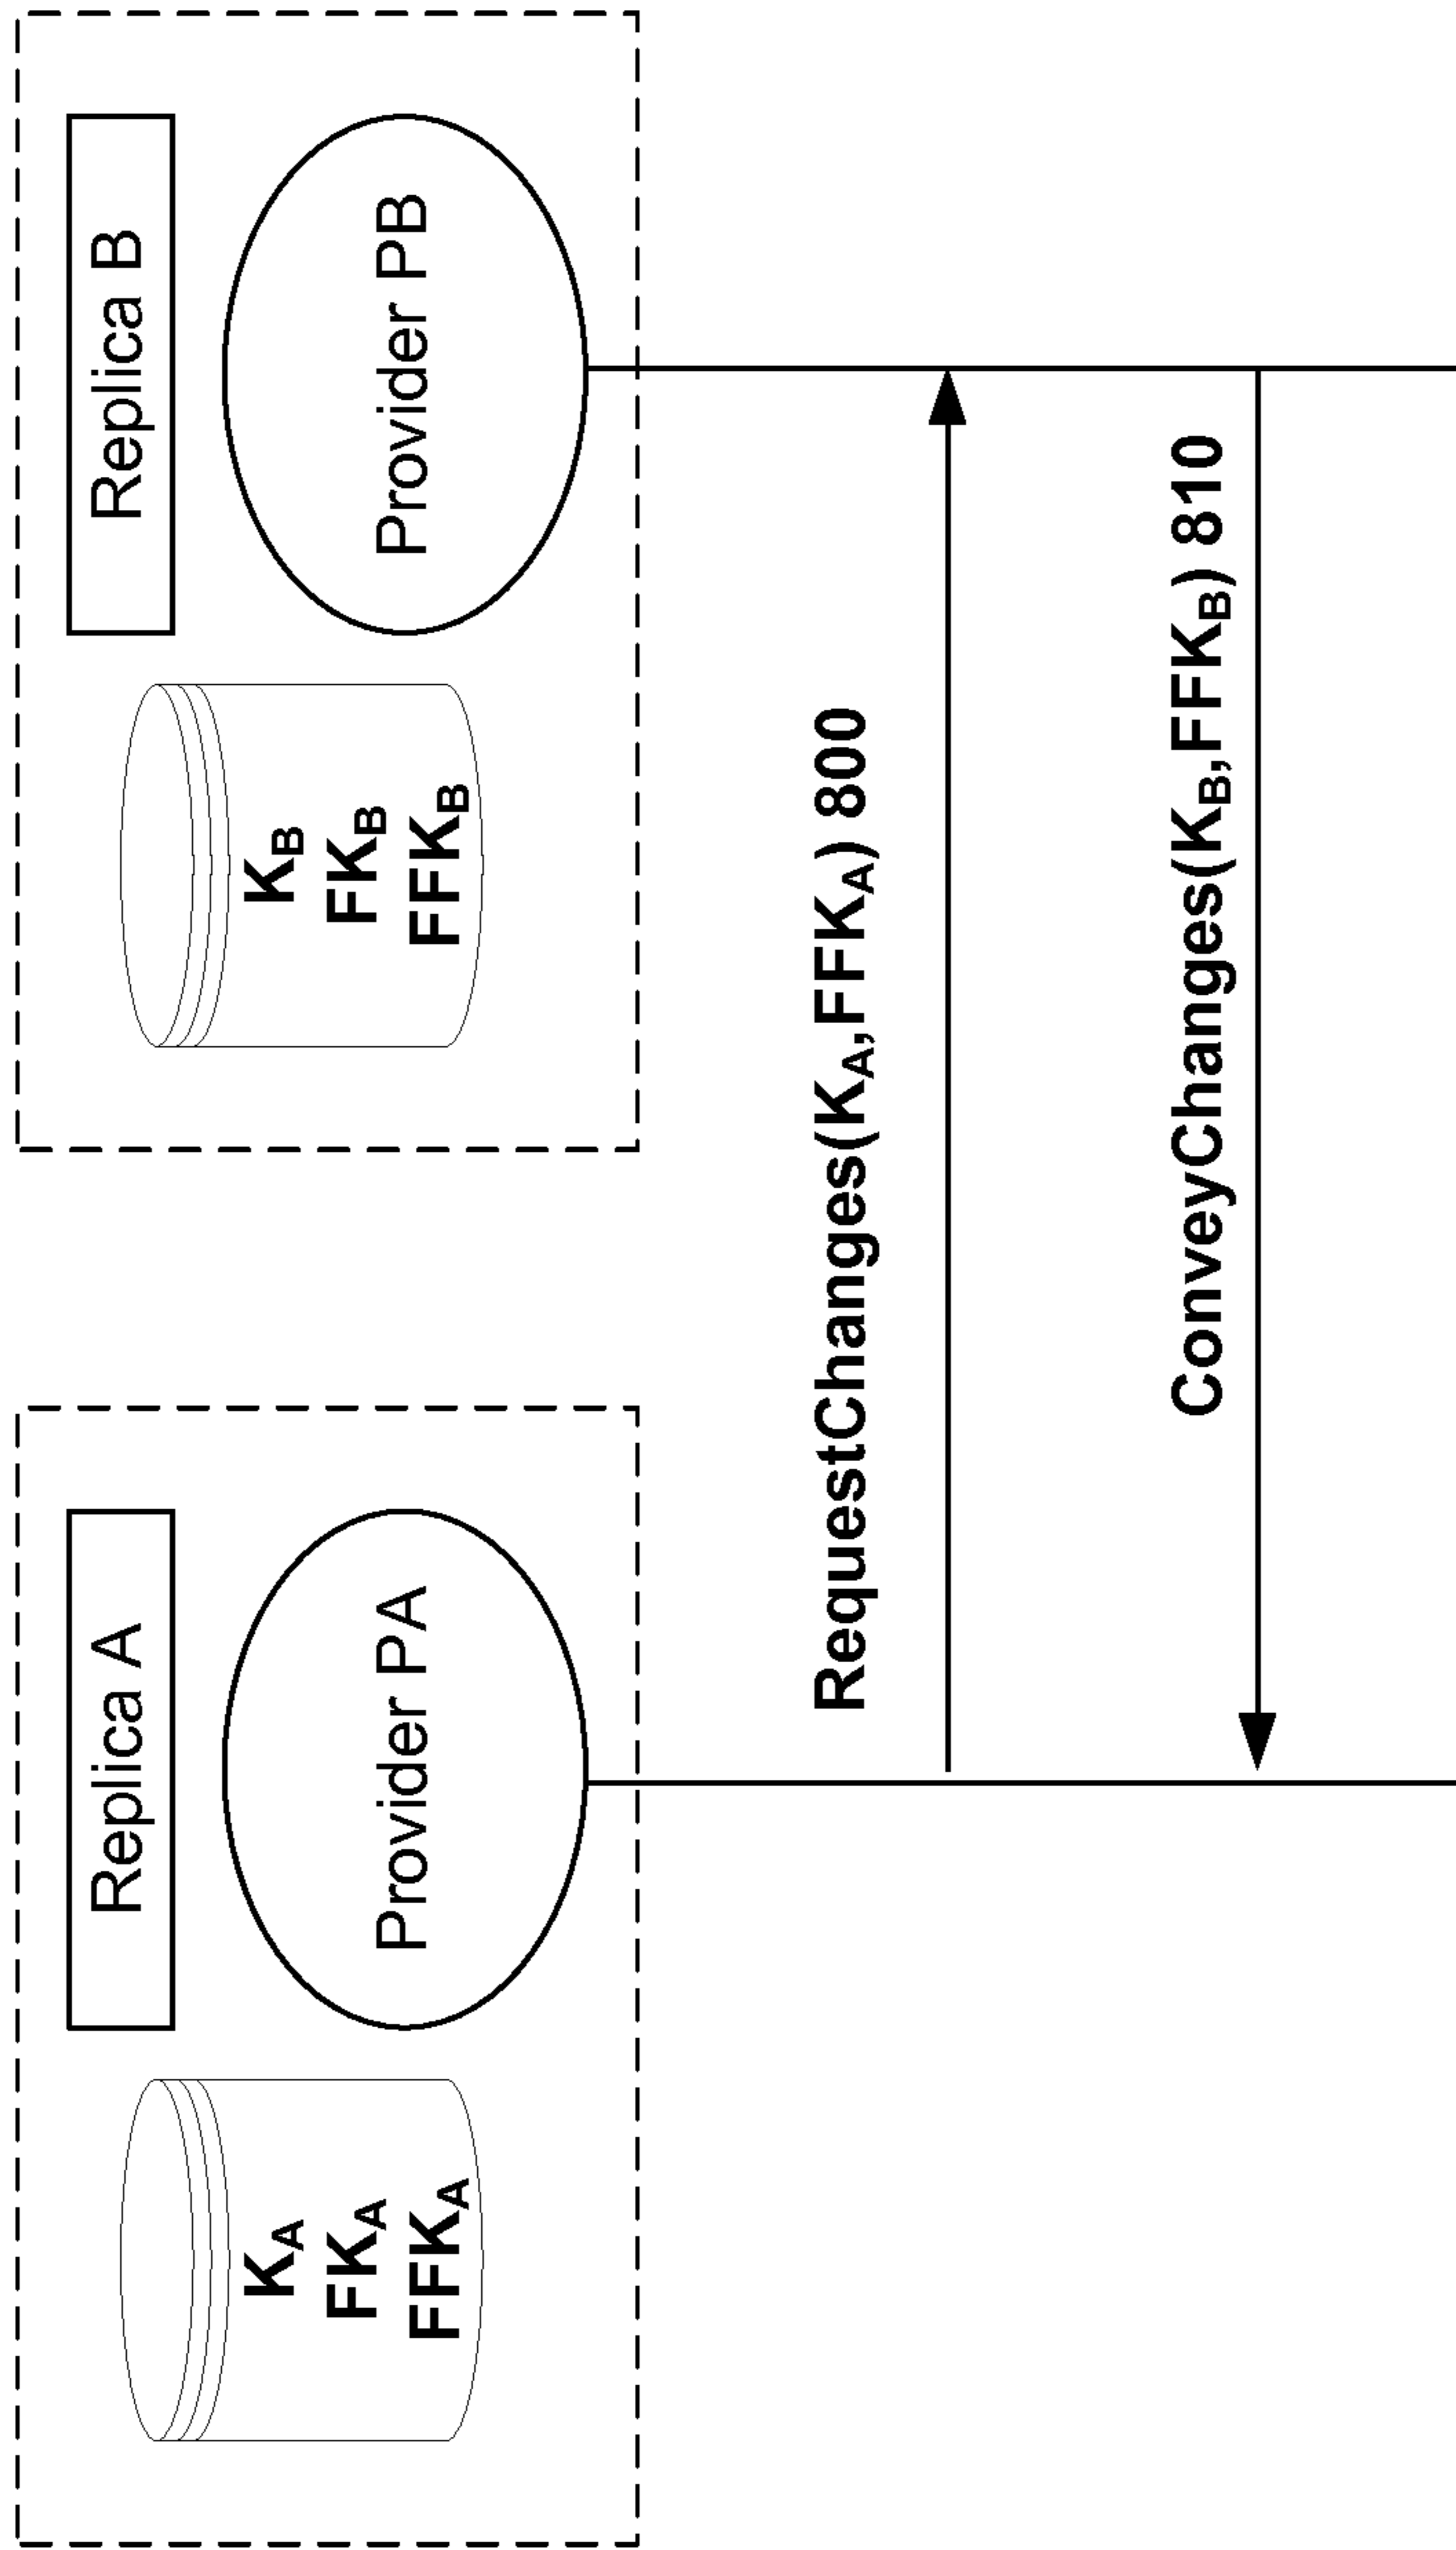 Replica A
Provider PA
K_A
FK_A
FFK_A
Replica B
Provider PB
K_B
FK_B
FFK_B
RequestChanges(K_A,FFK_A) 800
ConveyChanges(K_B,FFK_B) 810